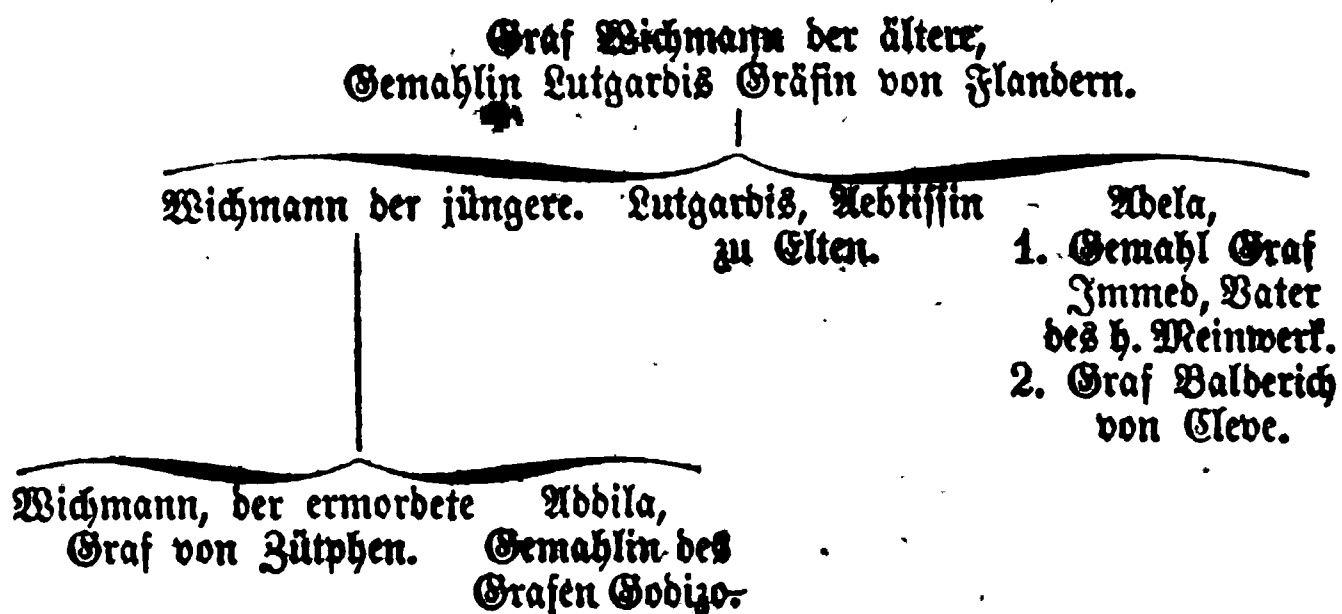 Graf Wichmann der ältere,
Gemahlin Lutgardis Gräfin von Flandern.
Wichmann der jüngere.
Lutgardis, Aebtissin
zu Elten.
Adela,
1. Gemahl Graf
Immed, Vater
des h. Meinwerk.
2. Graf Balderich
von Cleve.
Wichmann, der ermordete
Graf von Zütphen.
Addila,
Gemahlin des
Grafen Godizo.